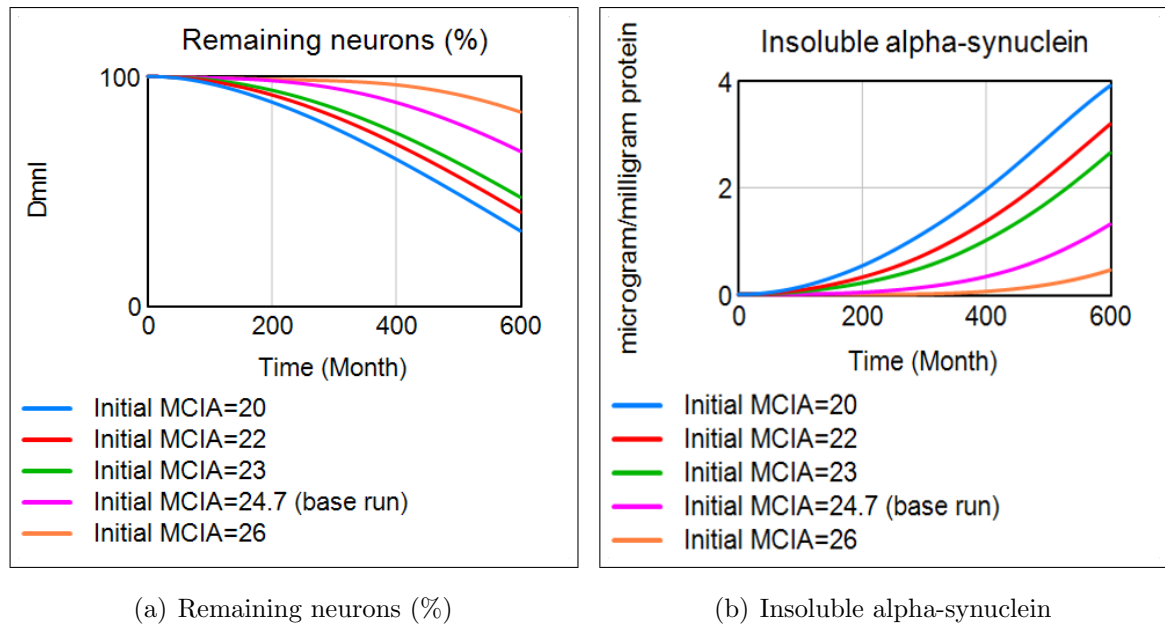 Remaining neurons (%)
100
0
Dmnl
0 200 400 600
Time (Month)
Initial MCIA=20
Initial MCIA=22
Initial MCIA=23
Initial MCIA=24.7 (base run)
Initial MCIA=26
(a) Remaining neurons (%)
Insoluble alpha-synuclein
4
2
0
microgram/milligram protein
0 200 400 600
Time (Month)
Initial MCIA=20
Initial MCIA=22
Initial MCIA=23
Initial MCIA=24.7 (base run)
Initial MCIA=26
(b) Insoluble alpha-synuclein